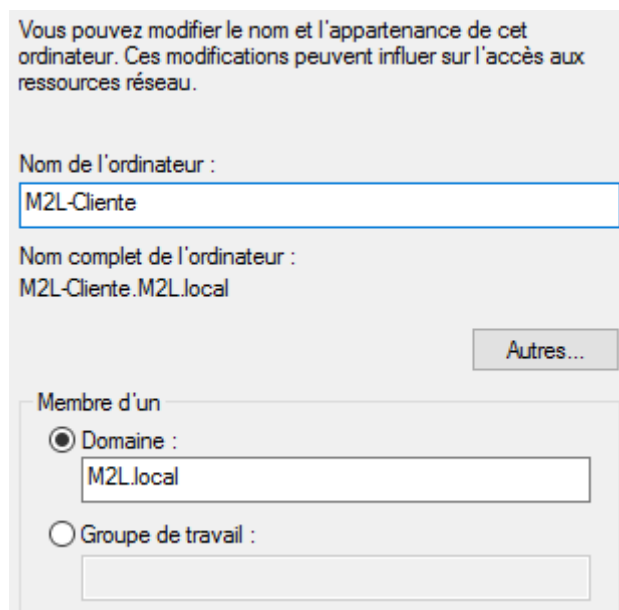 Vous pouvez modifier le nom et l'appartenance de cet
ordinateur. Ces modifications peuvent influer sur l'accès aux
ressources réseau.
Nom de l'ordinateur :
M2L-Cliente
Nom complet de l'ordinateur :
M2L-Cliente.M2L.local
Autres...
Membre d'un
Domaine :
M2L.local
Groupe de travail :